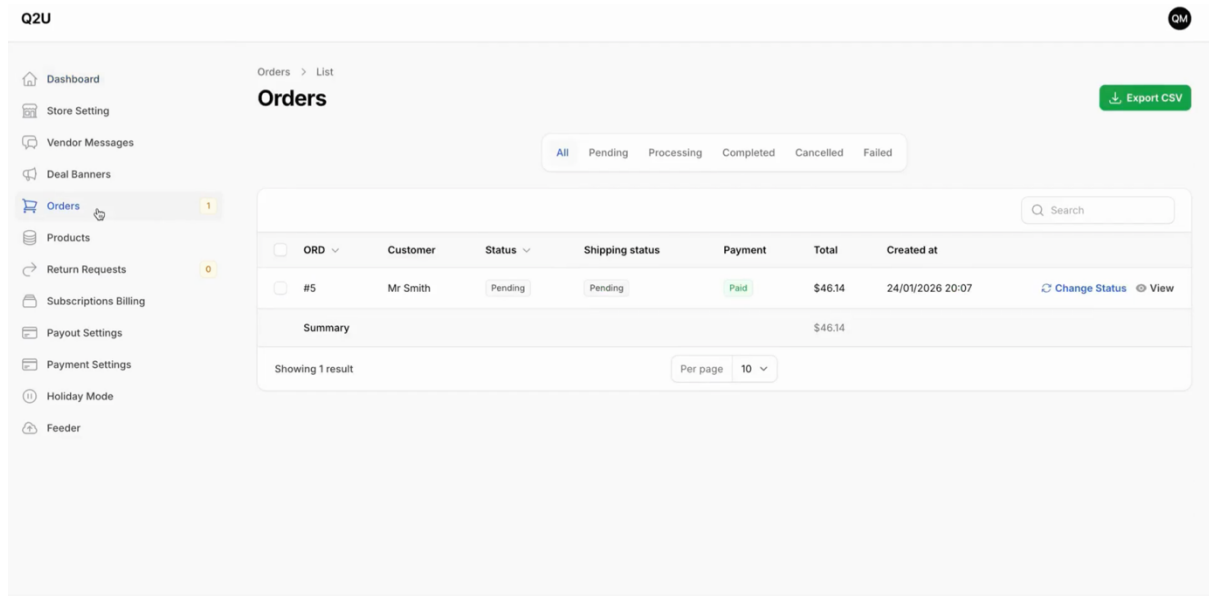 Q2U
QM
Dashboard
Store Setting
Vendor Messages
Deal Banners
Orders 1
Products
Return Requests 0
Subscriptions Billing
Payout Settings
Payment Settings
Holiday Mode
Feeder
Orders > List
Orders
Export CSV
All Pending Processing Completed Cancelled Failed
Search
ORD Customer Status Shipping status Payment Total Created at
#5 Mr Smith Pending Pending Paid $46.14 24/01/2026 20:07 Change Status View
Summary $46.14
Showing 1 result Per page 10